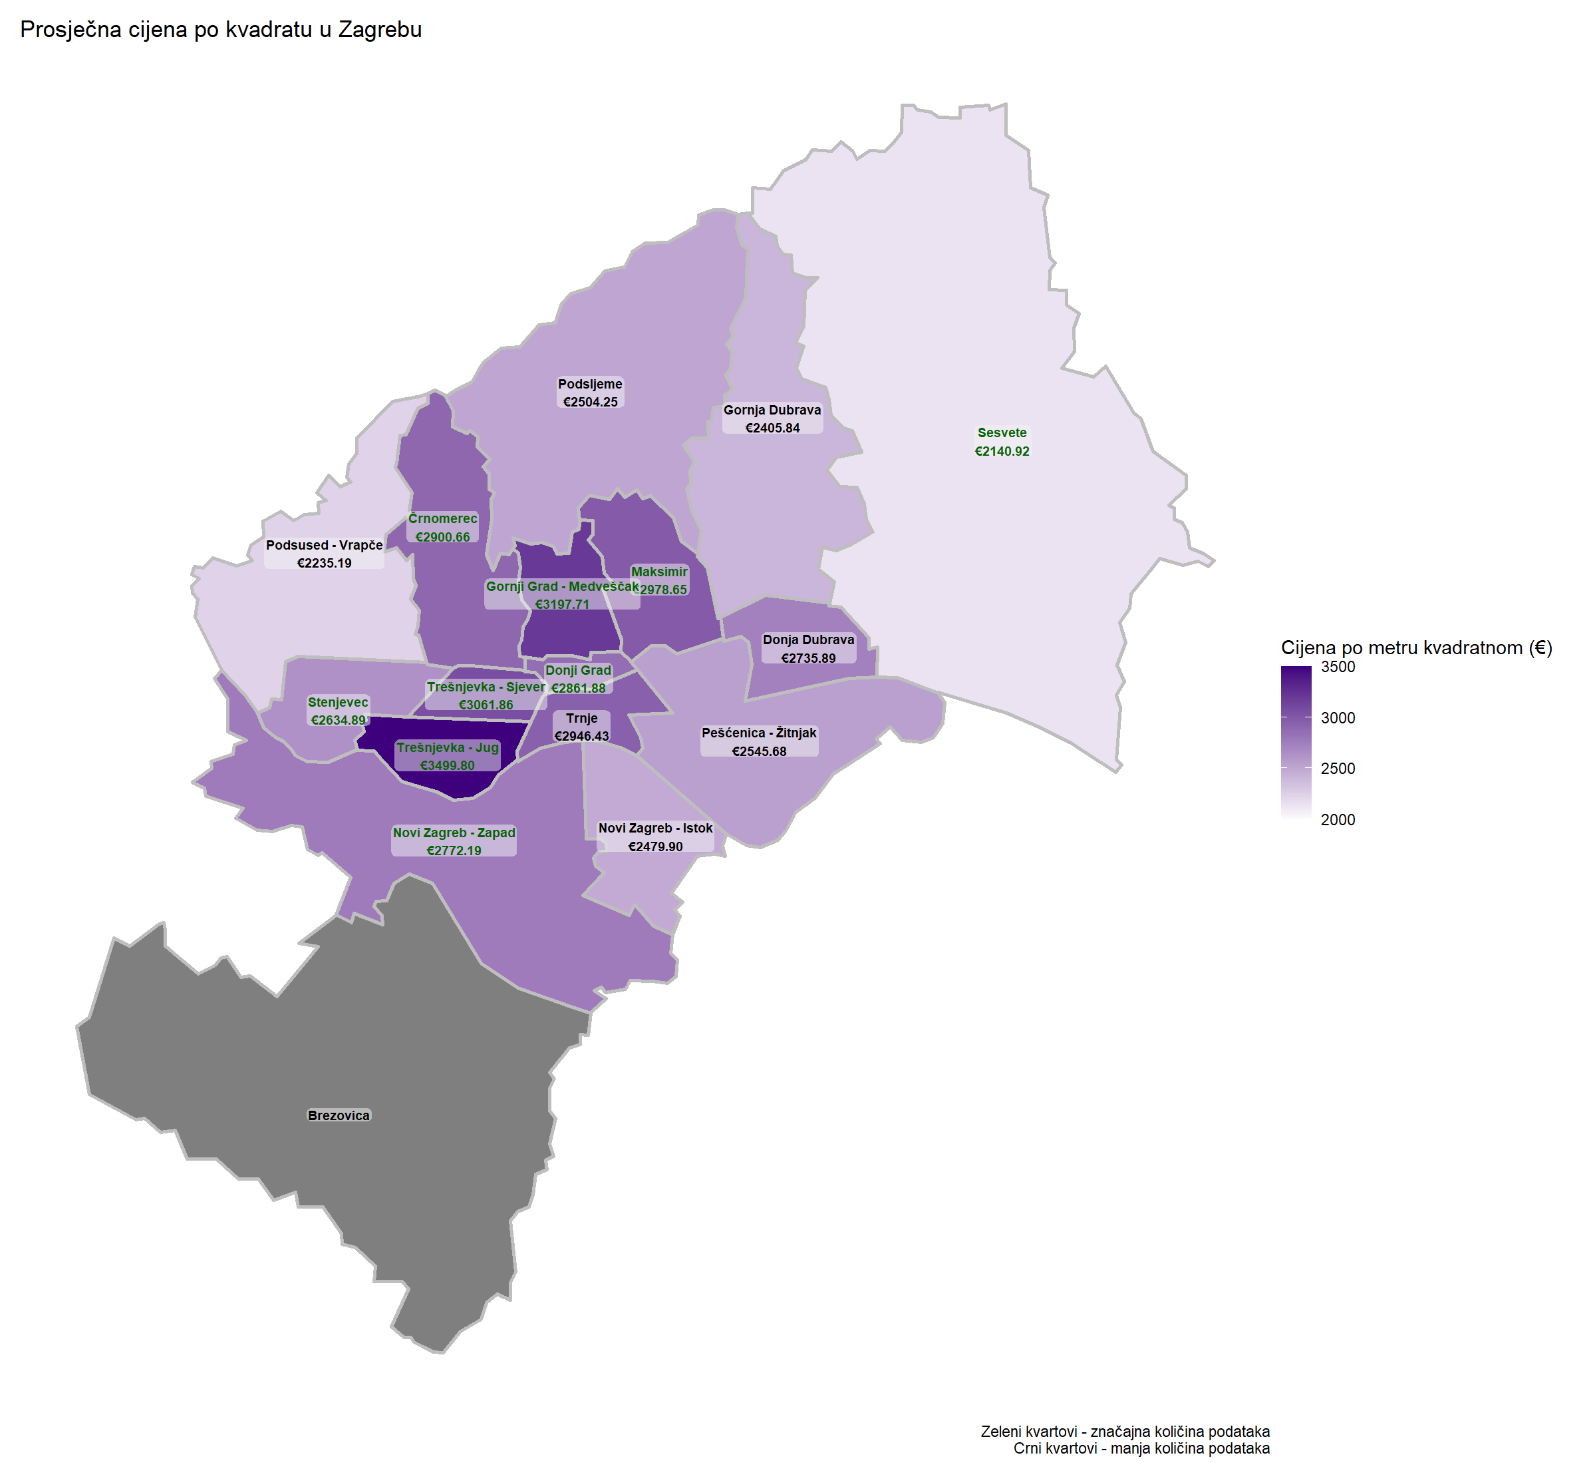 Prosječna cijena po kvadratu u Zagrebu
Podsljeme
€2504.25
Gornja Dubrava
€2405.84
Sesvete
€2140.92
Črnomerec
€2900.66
Podsused - Vrapče
€2235.19
Maksimir
€2978.65
Gornji Grad - Medveščak
€3197.71
Donja Dubrava
€2735.89
Donji Grad
€2861.88
Trešnjevka - Sjever
€3061.86
Stenjevec
€2634.89
Trnje
€2946.43
Pešćenica - Žitnjak
€2545.68
Trešnjevka - Jug
€3499.80
Novi Zagreb - Zapad
€2772.19
Novi Zagreb - Istok
€2479.90
Brezovica
Cijena po metru kvadratnom (€)
3500
3000
2500
2000
Zeleni kvartovi - značajna količina podataka
Crni kvartovi - manja količina podataka